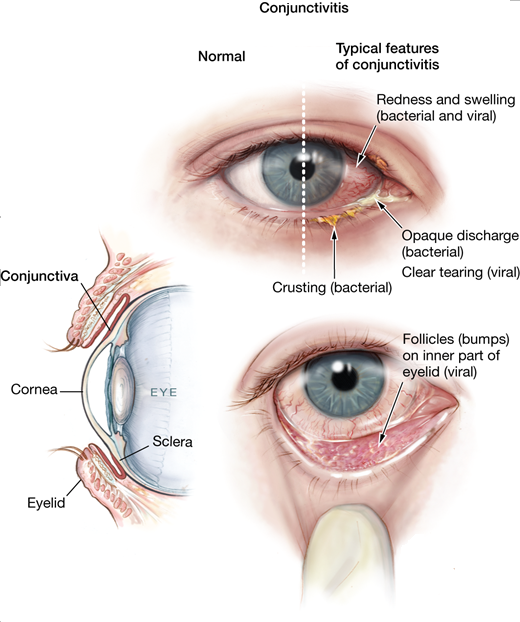 Conjunctivitis
Normal
Typical features
of conjunctivitis
Redness and swelling
(bacterial and viral)
Opaque discharge
(bacterial)
Clear tearing (viral)
Crusting (bacterial)
Conjunctiva
Cornea
EYE
Sclera
Eyelid
Follicles (bumps)
on inner part of
eyelid (viral)